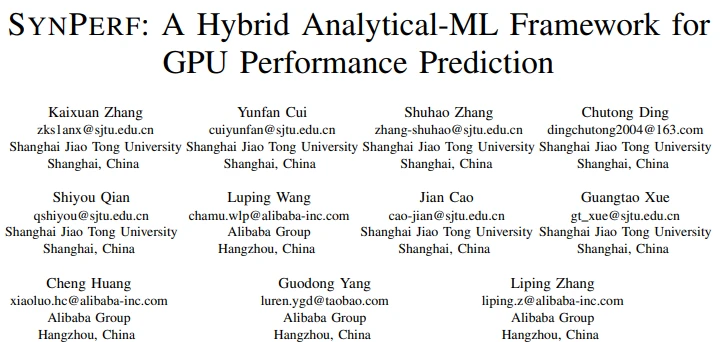 SYNPERF: A Hybrid Analytical-ML Framework for
GPU Performance Prediction
Kaixuan Zhang
zks1anx@sjtu.edu.cn
Shanghai Jiao Tong University
Shanghai, China
Yunfan Cui
cuiyunfan@sjtu.edu.cn
Shanghai Jiao Tong University
Shanghai, China
Shuhao Zhang
zhang-shuhao@sjtu.edu.cn
Shanghai Jiao Tong University
Shanghai, China
Chutong Ding
dingchutong2004@163.com
Shanghai Jiao Tong University
Shanghai, China
Shiyou Qian
qshiyou@sjtu.edu.cn
Shanghai Jiao Tong University
Shanghai, China
Luping Wang
chamu.wlp@alibaba-inc.com
Alibaba Group
Hangzhou, China
Jian Cao
cao-jian@sjtu.edu.cn
Shanghai Jiao Tong University
Shanghai, China
Guangtao Xue
gt_xue@sjtu.edu.cn
Shanghai Jiao Tong University
Shanghai, China
Cheng Huang
xiaoluo.hc@alibaba-inc.com
Alibaba Group
Hangzhou, China
Guodong Yang
luren.ygd@taobao.com
Alibaba Group
Hangzhou, China
Liping Zhang
liping.z@alibaba-inc.com
Alibaba Group
Hangzhou, China